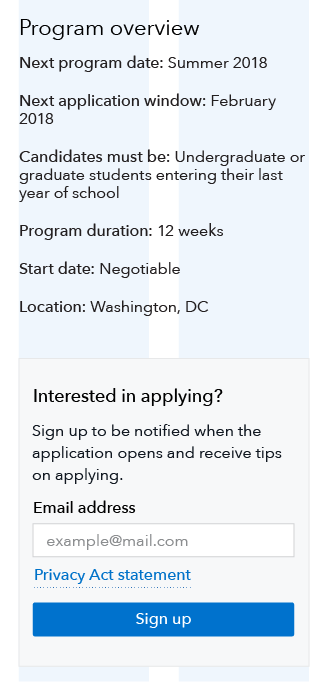 Program overview
Next program date: Summer 2018
Next application window: February
2018
Candidates must be: Undergraduate or
graduate students entering their last
year of school
Program duration: 12 weeks
Start date: Negotiable
Location: Washington, DC
Interested in applying?
Sign up to be notified when the
application opens and receive tips
on applying.
Email address
example@mail.com
Privacy Act statement
Sign up